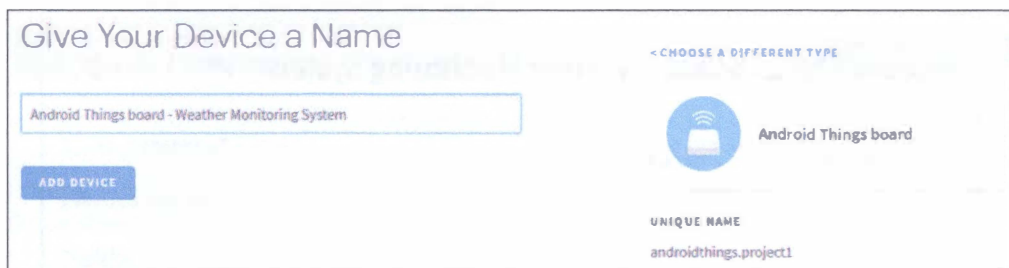 Give Your Device a Name
Android Things board - Weather Monitoring System
ADD DEVICE
< CHOOSE A DIFFERENT TYPE
Android Things board
UNIQUE NAME
androidthings.project1